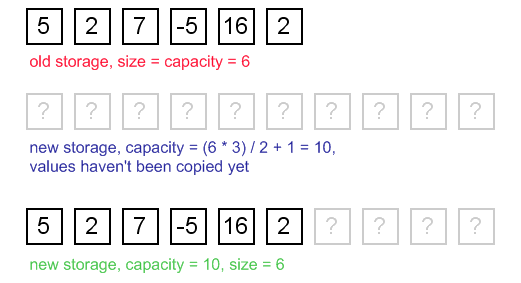 5 2 7 -5 16 2
old storage, size = capacity = 6
? ? ? ? ? ? ? ? ? ?
new storage, capacity = (6 * 3) / 2 + 1 = 10,
values haven't been copied yet
5 2 7 -5 16 2 ? ? ? ?
new storage, capacity = 10, size = 6